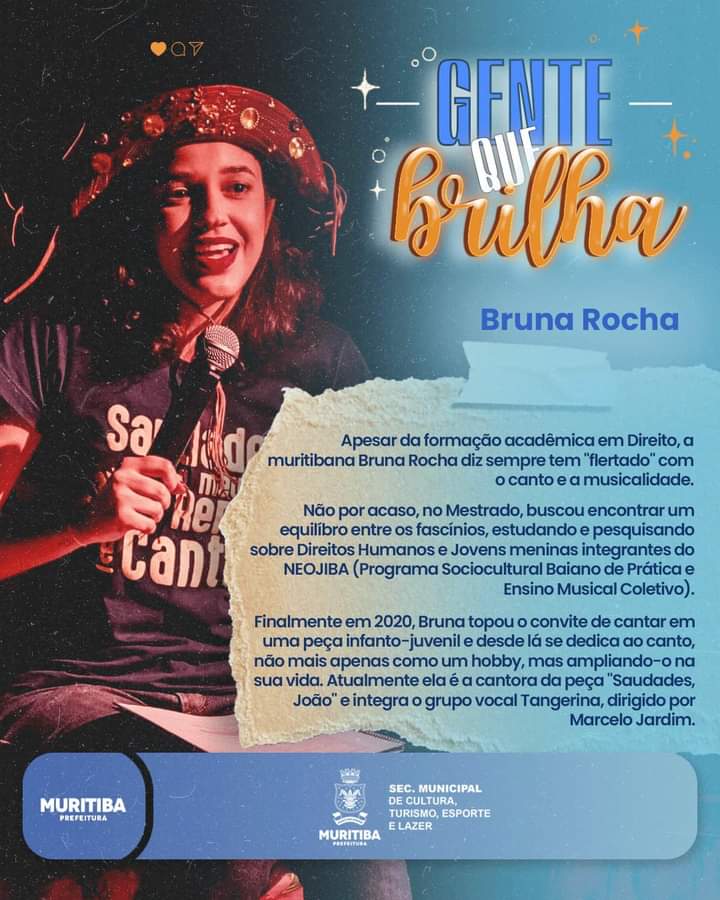 GENTE
QUE
brilha
Bruna Rocha
Apesar da formação acadêmica em Direito, a
muritibana Bruna Rocha diz sempre tem "flertado" com
o canto e a musicalidade.
Não por acaso, no Mestrado, buscou encontrar um
equilíbro entre os fascínios, estudando e pesquisando
sobre Direitos Humanos e Jovens meninas integrantes do
NEOJIBA (Programa Sociocultural Baiano de Prática e
Ensino Musical Coletivo).
Finalmente em 2020, Bruna topou o convite de cantar em
uma peça infanto-juvenil e desde lá se dedica ao canto,
não mais apenas como um hobby, mas ampliando-o na
sua vida. Atualmente ela é a cantora da peça "Saudades,
João" e integra o grupo vocal Tangerina, dirigido por
Marcelo Jardim.
meu
MURITIBA
PREFEITURA
MURITIBA
PREFEITURA
SEC. MUNICIPAL
DE CULTURA,
TURISMO, ESPORTE
E LAZER